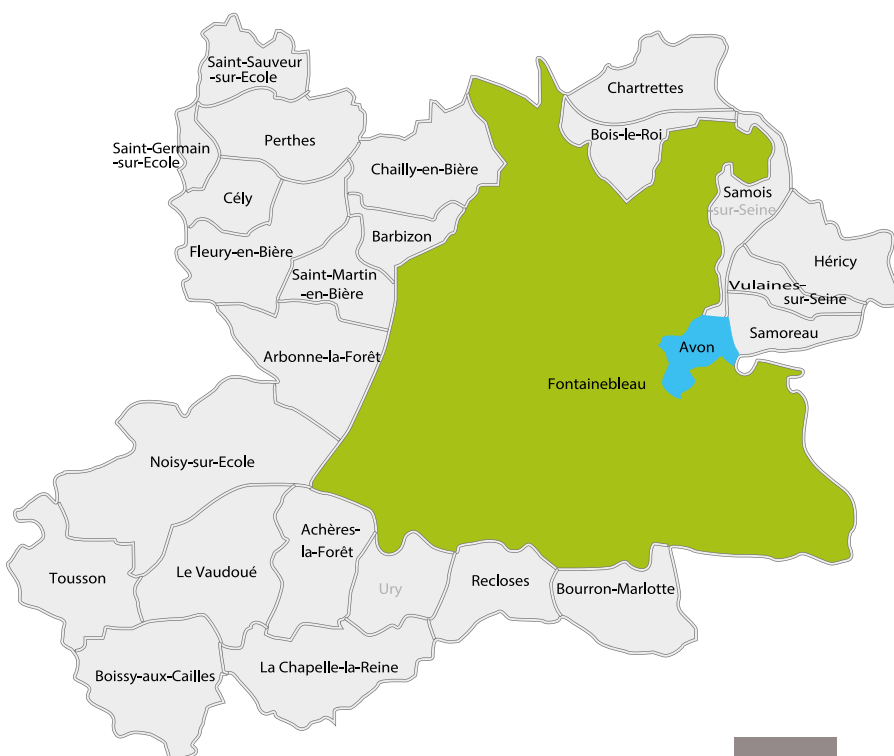 Saint-Sauveur
-sur-Ecole
Chartrettes
Bois-le-Roi
Perthes
Saint-Germain
-sur-Ecole
Chailly-en-Bière
Cély
Samois
-sur-Seine
Barbizon
Fleury-en-Bière
Héricy
Saint-Martin
-en-Bière
Vulaines-
sur-Seine
Samoreau
Avon
Arbonne-la-Forêt
Fontainebleau
Noisy-sur-Ecole
Achères-
la-Forêt
Tousson
Le Vaudoué
Ury
Recloses
Bourron-Marlotte
La Chapelle-la-Reine
Boissy-aux-Cailles